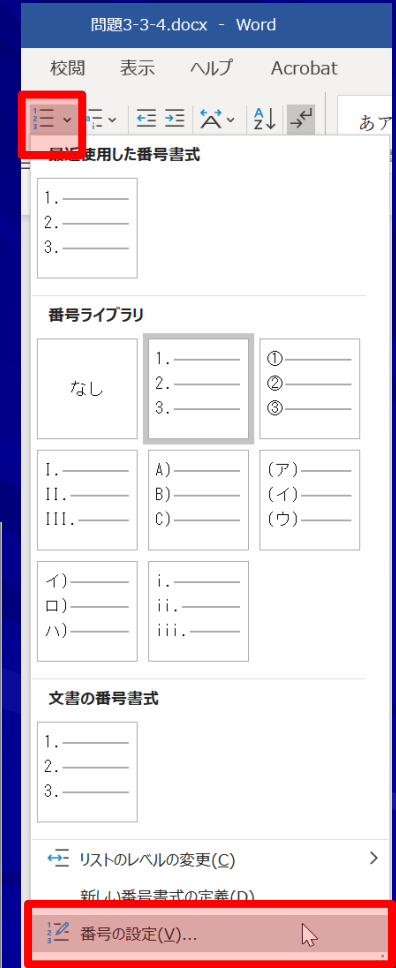 問題3-3-4.docx - Word
校閲 表示 ヘルプ Acrobat
あア
最近使用した番号書式
1.
2.
3.
番号ライブラリ
なし
1.
2.
3.
①
②
③
I.
II.
III.
A)
B)
C)
(ア)
(イ)
(ウ)
イ)
ロ)
ハ)
i.
ii.
iii.
文書の番号書式
1.
2.
3.
リストのレベルの変更(C)
新しい番号書式の定義(D)
番号の設定(V)...